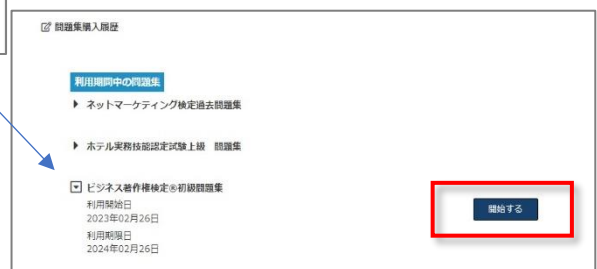 問題集購入履歴
利用期間中の問題集
ネットマーケティング検定過去問題集
ホテル実務技能認定試験上級 問題集
ビジネス著作権検定®初級問題集
開始する
利用開始日
2023年02月26日
利用期限日
2024年02月26日